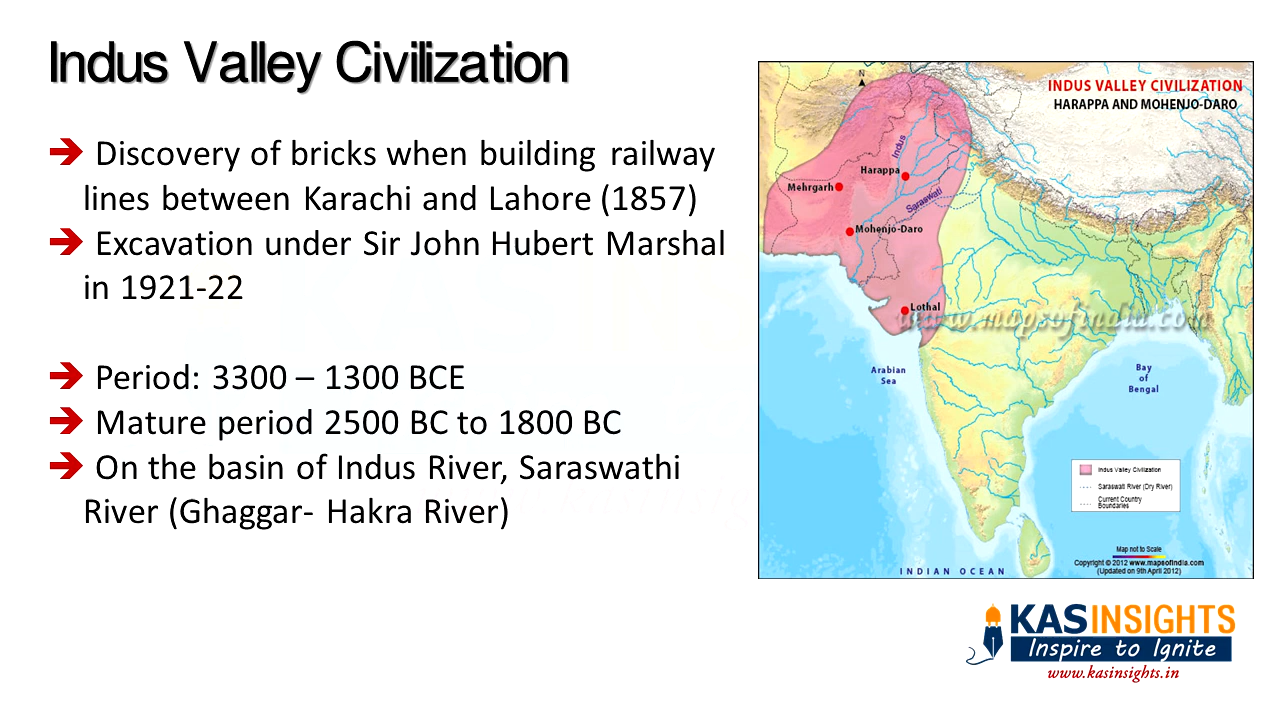 Indus Valley Civilization
➔ Discovery of bricks when building railway
lines between Karachi and Lahore (1857)
➔ Excavation under Sir John Hubert Marshal
in 1921-22
➔ Period: 3300 – 1300 BCE
➔ Mature period 2500 BC to 1800 BC
➔ On the basin of Indus River, Saraswathi
River (Ghaggar- Hakra River)
N
INDUS VALLEY CIVILIZATION
HARAPPA AND MOHENJO-DARO
Indus
Harappa
Mehrgarh
Saraswati
Mohenjo-Daro
Lothal
www.mapsofindia.com
Arabian
Sea
Bay
of
Bengal
Indus Valley Civilization
Saraswati River (Dry River)
Current Country
Boundaries
Map not to Scale
Copyright © 2012 www.mapsofindia.com
(Updated on 9th April 2012)
INDIAN OCEAN
KAS INSIGHTS
Inspire to Ignite
www.kasinsights.in